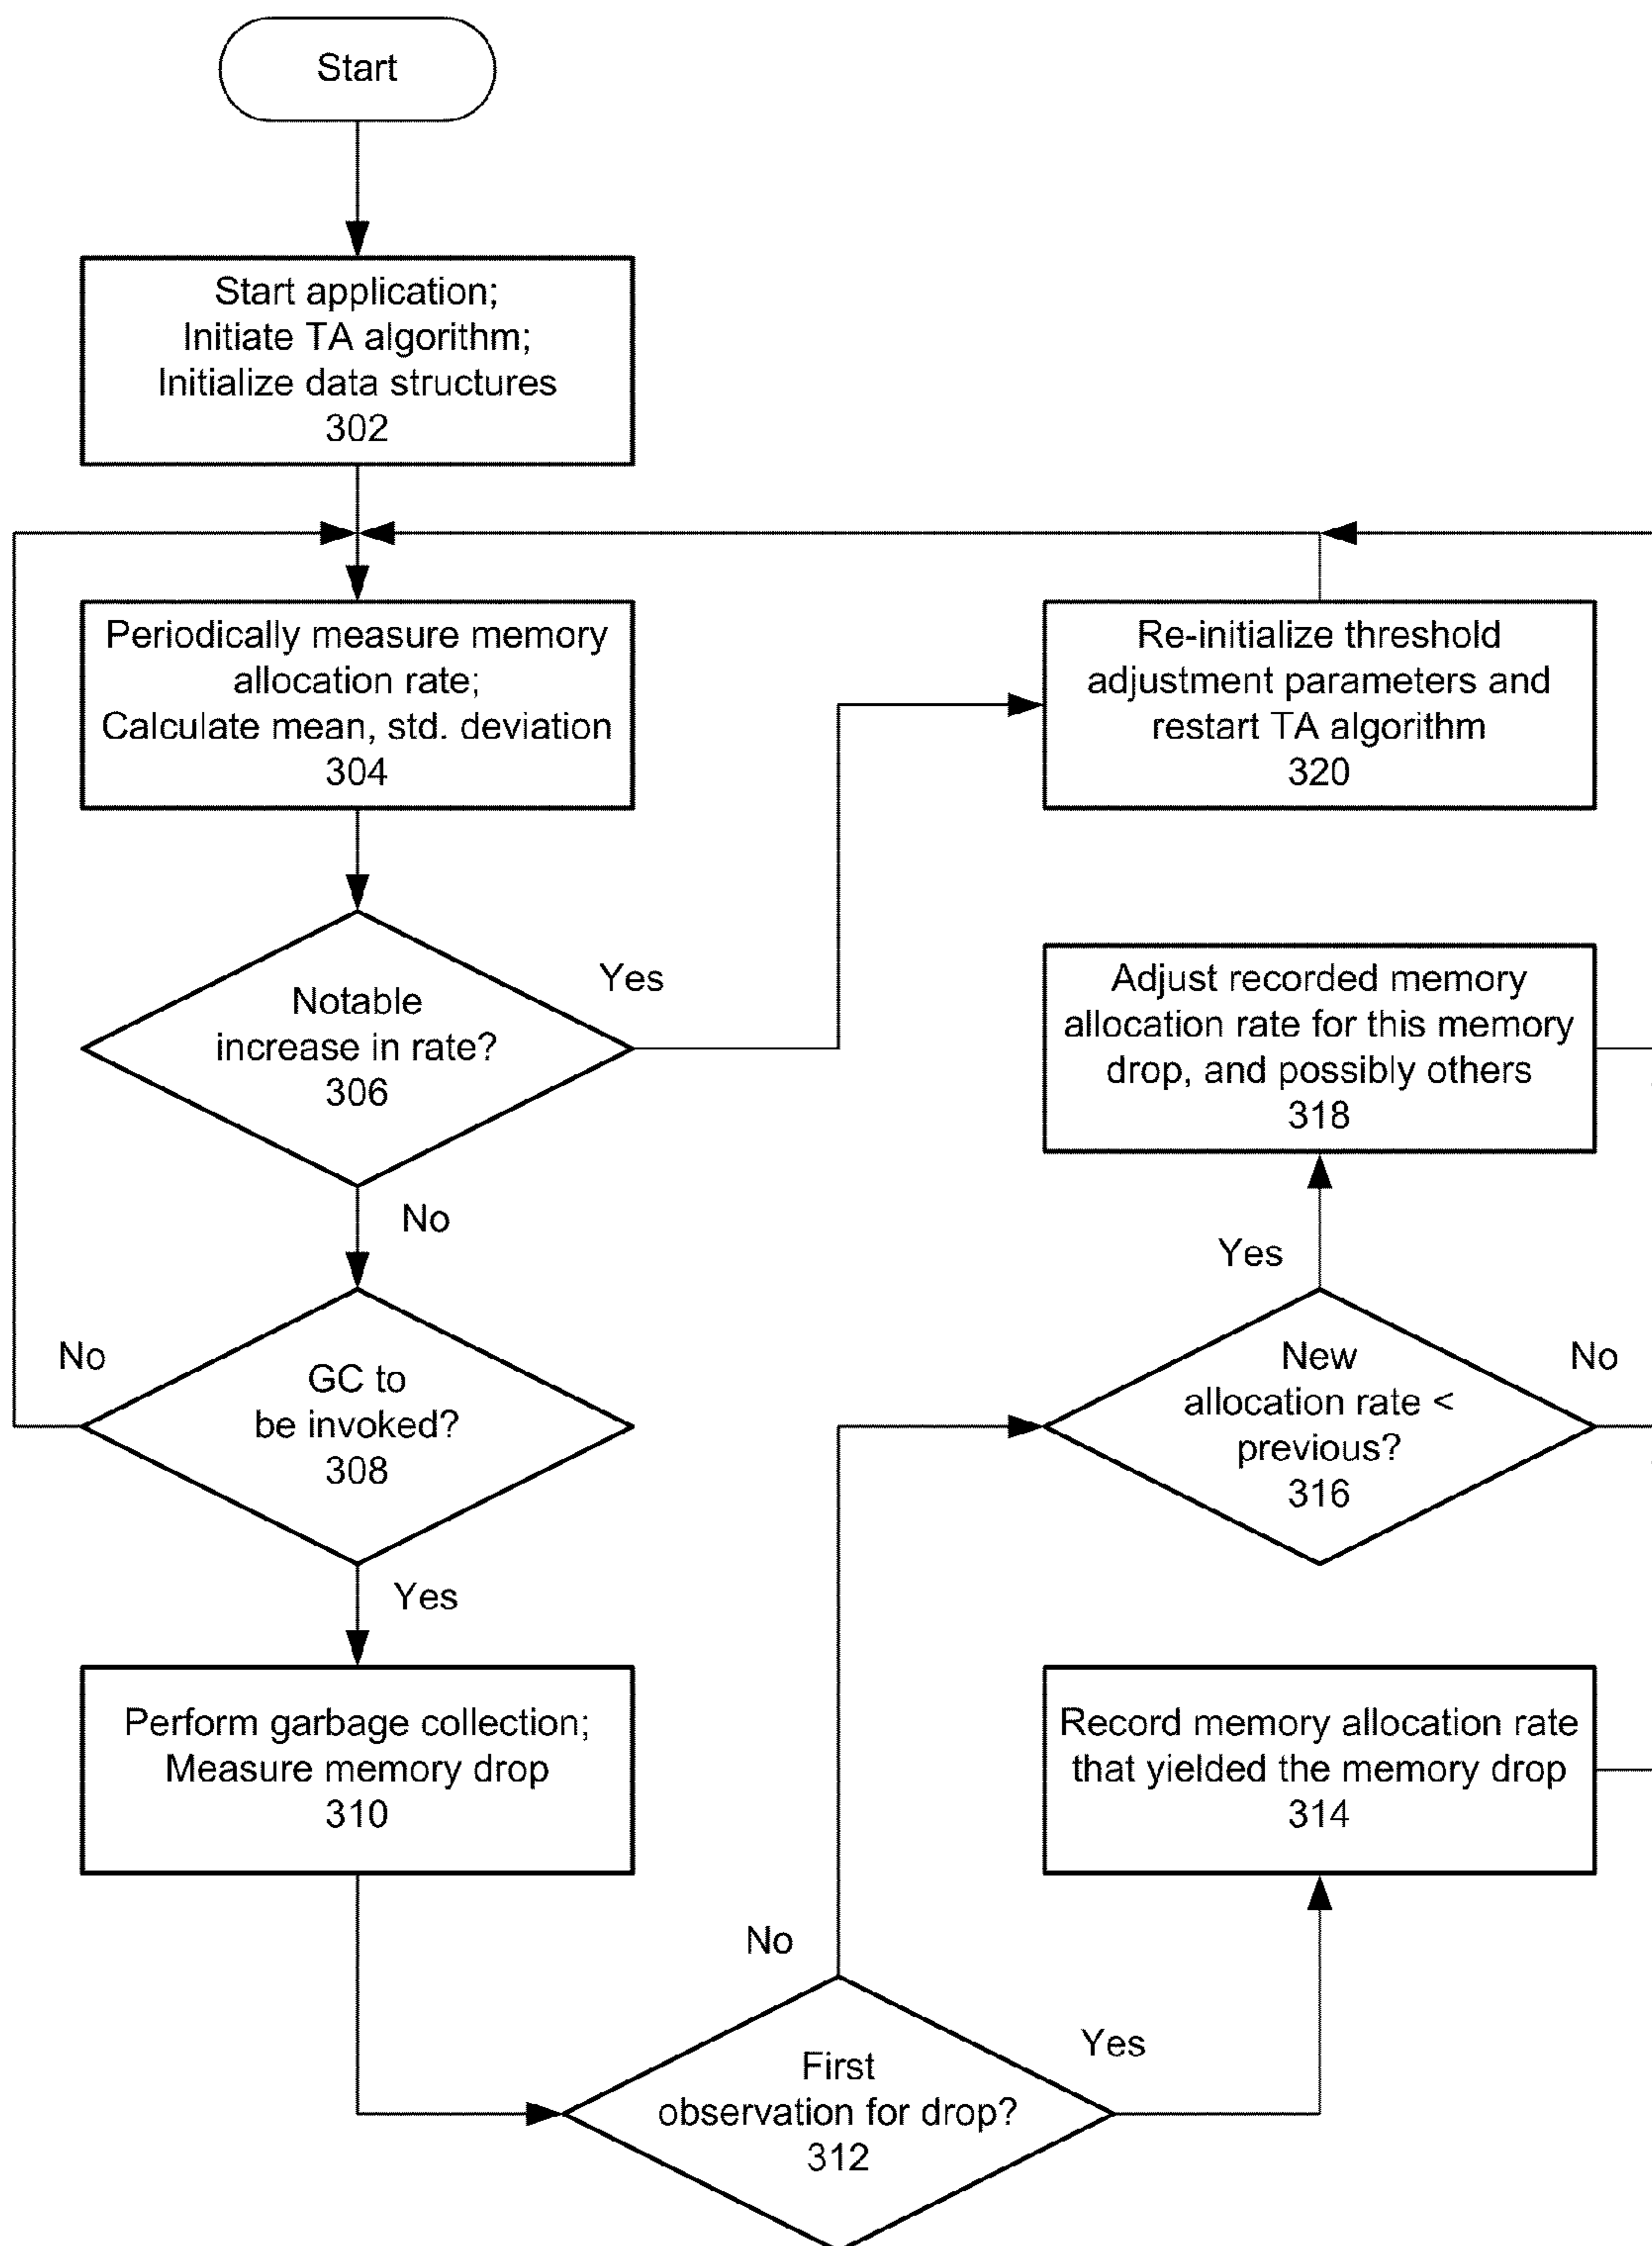 Start
Start application;
Initiate TA algorithm;
Initialize data structures
302
Periodically measure memory
allocation rate;
Calculate mean, std. deviation
304
Re-initialize threshold
adjustment parameters and
restart TA algorithm
320
Notable
increase in rate?
306
Yes
No
Adjust recorded memory
allocation rate for this memory
drop, and possibly others
318
Yes
GC to
be invoked?
308
No
Yes
New
allocation rate <
previous?
316
No
Perform garbage collection;
Measure memory drop
310
Record memory allocation rate
that yielded the memory drop
314
No
First
observation for drop?
312
Yes